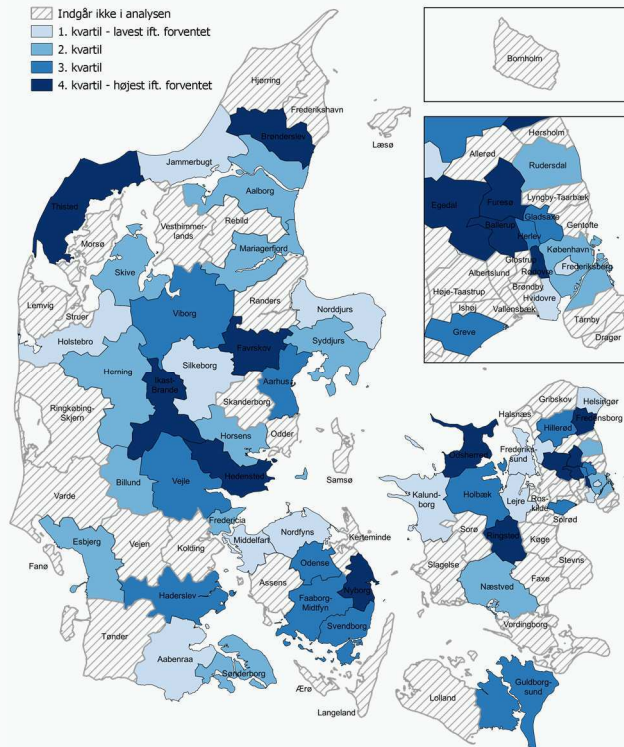 Indgår ikke i analysen
1. kvartil - lavest ift. forventet
2. kvartil
3. kvartil
4. kvartil - højest ift. forventet
Bornholm
Hjørring
Frederikshavn
Læsø
Brønderslev
Jammerbugt
Thisted
Aalborg
Vesthimmer-
lands
Rebild
Morsø
Mariagerfjord
Skive
Lemvig
Struer
Viborg
Randers
Norddjurs
Holstebro
Favrskov
Syddjurs
Silkeborg
Herning
Ikast-
Brande
Aarhus
Skanderborg
Ringkøbing-
Skjern
Horsens
Odder
Samsø
Hedensted
Billund
Vejle
Varde
Fredericia
Esbjerg
Vejen
Kolding
Middelfart
Nordfyns
Kerteminde
Fanø
Odense
Assens
Nyborg
Haderslev
Faaborg-
Midtfyn
Svendborg
Tønder
Aabenraa
Sønderborg
Ærø
Langeland
Hørsholm
Allerød
Rudersdal
Egedal
Furesø
Lyngby-Taarbæk
Gladsaxe
Ballerup
Gentofte
Herlev
København
Glostrup
Frederiksberg
Albertslund
Rødovre
Høje-Taastrup
Brøndby
Hvidovre
Ishøj
Vallensbæk
Tårnby
Greve
Dragør
Gribskov
Helsingør
Halsnæs
Fredensborg
Hillerød
Odsherred
Frederiks-
sund
Kalund-
borg
Holbæk
Lejre
Ros-
kilde
Solrød
Sorø
Ringsted
Køge
Slagelse
Stevns
Næstved
Faxe
Vordingborg
Lolland
Guldborg-
sund